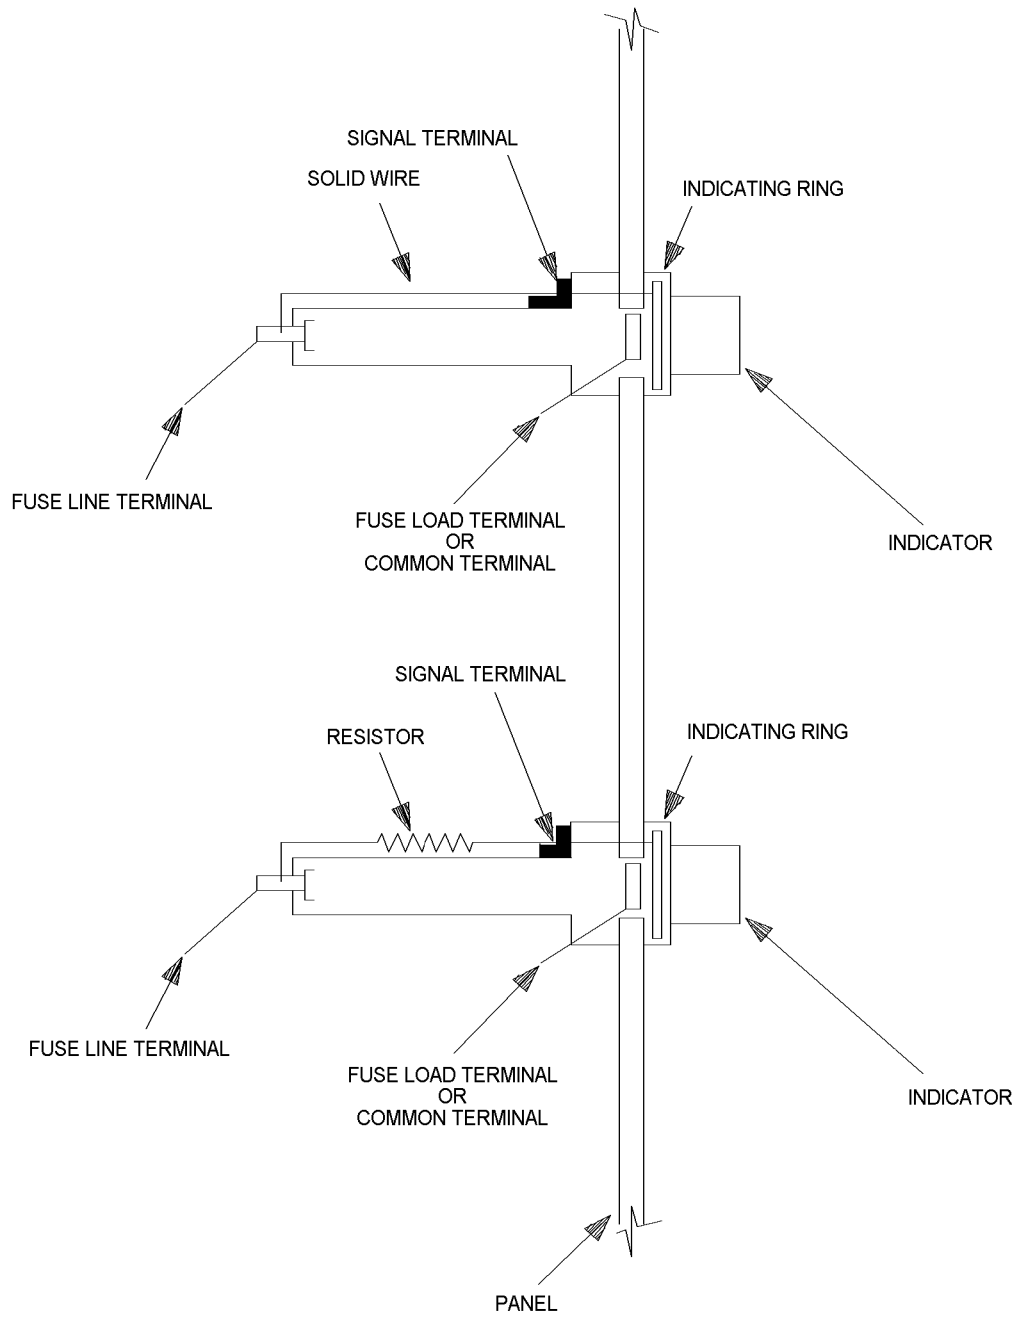 SIGNAL TERMINAL
SOLID WIRE
INDICATING RING
FUSE LINE TERMINAL
FUSE LOAD TERMINAL
OR
COMMON TERMINAL
INDICATOR
SIGNAL TERMINAL
RESISTOR
INDICATING RING
FUSE LINE TERMINAL
FUSE LOAD TERMINAL
OR
COMMON TERMINAL
INDICATOR
PANEL